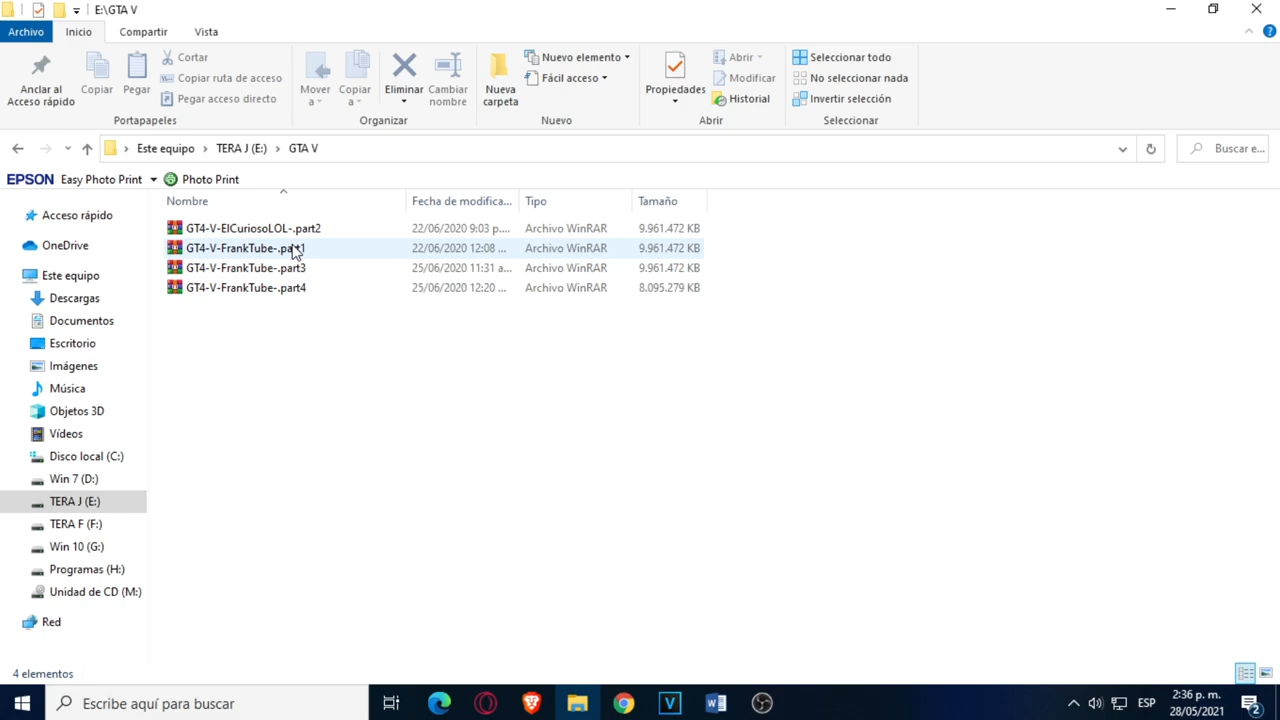 E:\GTA V
Archivo Inicio Compartir Vista
Anclar al Acceso rápido
Copiar
Pegar
Cortar
Copiar ruta de acceso
Pegar acceso directo
Portapapeles
Mover a
Copiar a
Eliminar
Cambiar nombre
Organizar
Nueva carpeta
Nuevo elemento
Fácil acceso
Nuevo
Propiedades
Abrir
Modificar
Historial
Abrir
Seleccionar todo
No seleccionar nada
Invertir selección
Seleccionar
Este equipo > TERA J (E:) > GTA V
Buscar e...
EPSON Easy Photo Print Photo Print
Nombre Fecha de modifica... Tipo Tamaño
GT4-V-ElCuriosoLOL-.part2 22/06/2020 9:03 p.... Archivo WinRAR 9.961.472 KB
GT4-V-FrankTube-.part1 22/06/2020 12:08 ... Archivo WinRAR 9.961.472 KB
GT4-V-FrankTube-.part3 25/06/2020 11:31 a... Archivo WinRAR 9.961.472 KB
GT4-V-FrankTube-.part4 25/06/2020 12:20 ... Archivo WinRAR 8.095.279 KB
Acceso rápido
OneDrive
Este equipo
Descargas
Documentos
Escritorio
Imágenes
Música
Objetos 3D
Vídeos
Disco local (C:)
Win 7 (D:)
TERA J (E:)
TERA F (F:)
Win 10 (G:)
Programas (H:)
Unidad de CD (M:)
Red
4 elementos
Escribe aquí para buscar
V
ESP
2:36 p. m.
28/05/2021
2